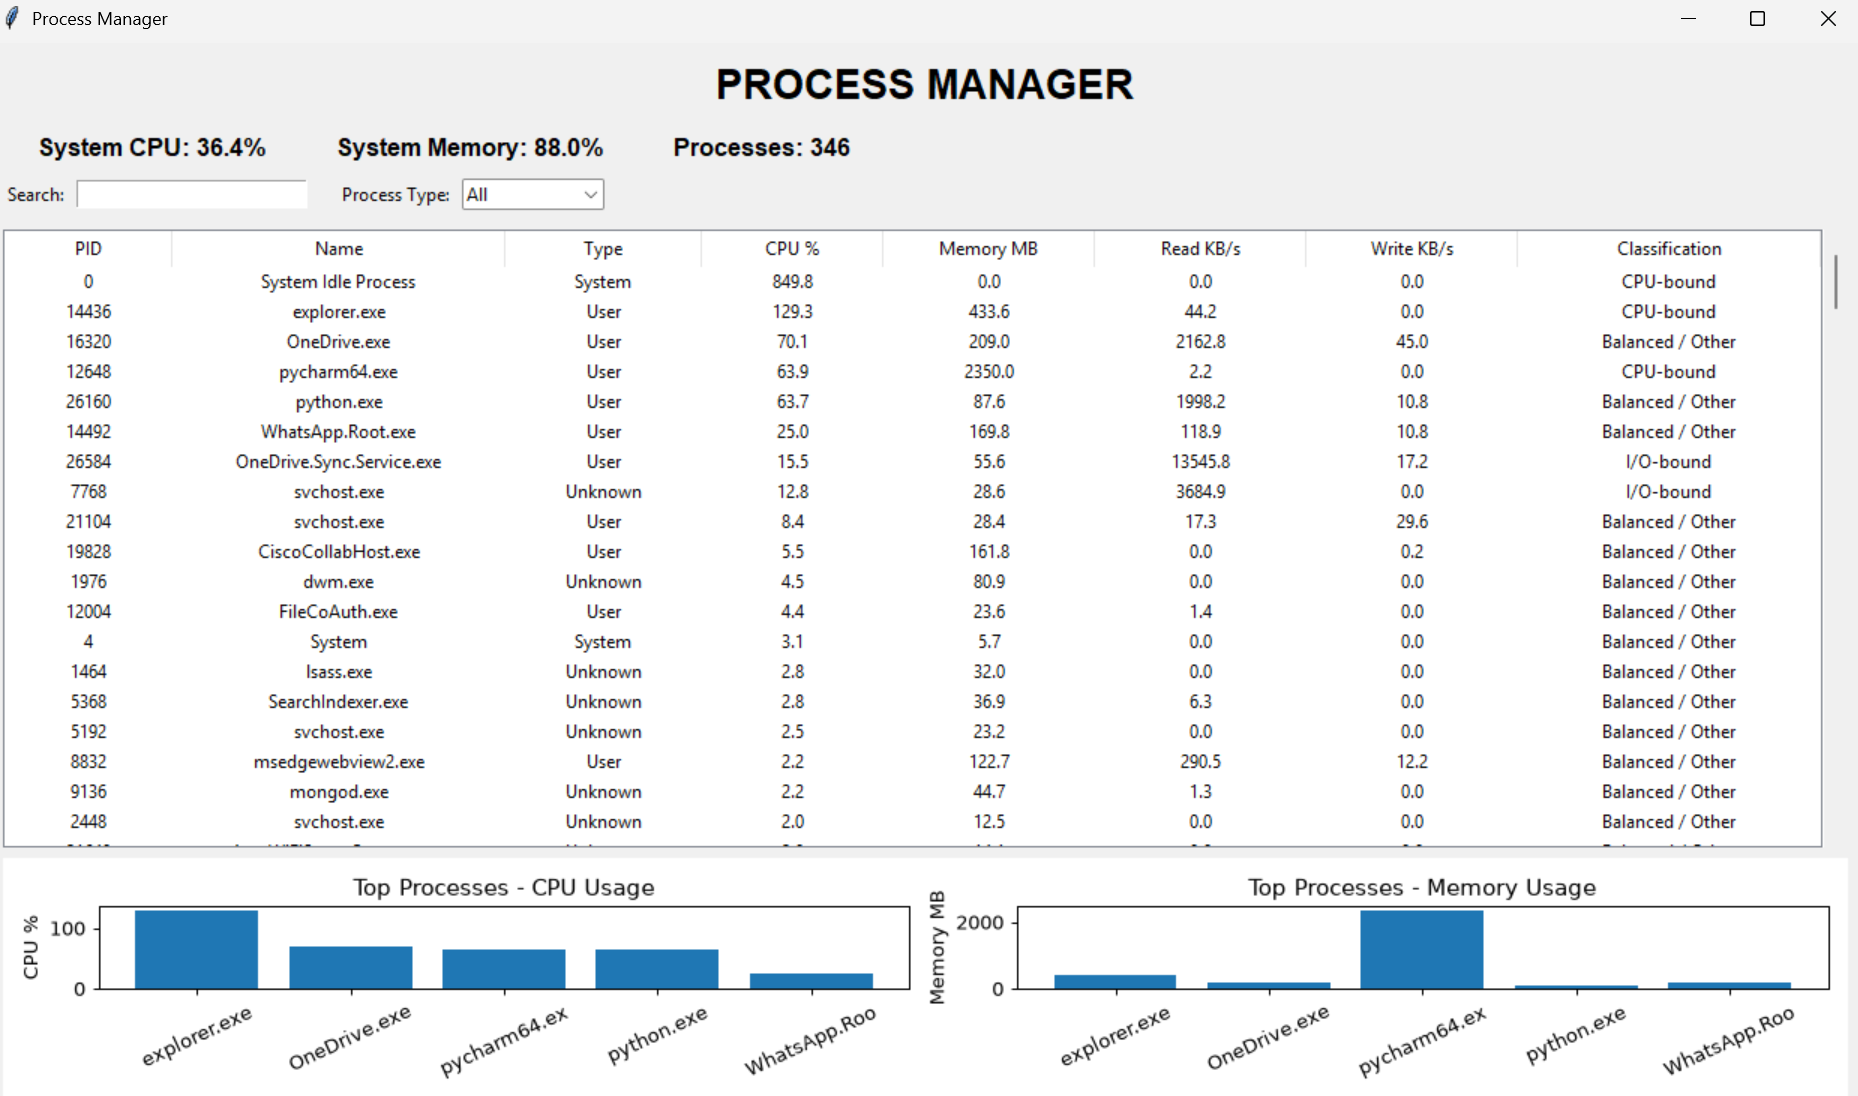 Process Manager
PROCESS MANAGER
System CPU: 36.4% System Memory: 88.0% Processes: 346
Search: Process Type: All
PID Name Type CPU % Memory MB Read KB/s Write KB/s Classification
0 System Idle Process System 849.8 0.0 0.0 0.0 CPU-bound
14436 explorer.exe User 129.3 433.6 44.2 0.0 CPU-bound
16320 OneDrive.exe User 70.1 209.0 2162.8 45.0 Balanced / Other
12648 pycharm64.exe User 63.9 2350.0 2.2 0.0 CPU-bound
26160 python.exe User 63.7 87.6 1998.2 10.8 Balanced / Other
14492 WhatsApp.Root.exe User 25.0 169.8 118.9 10.8 Balanced / Other
26584 OneDrive.Sync.Service.exe User 15.5 55.6 13545.8 17.2 I/O-bound
7768 svchost.exe Unknown 12.8 28.6 3684.9 0.0 I/O-bound
21104 svchost.exe User 8.4 28.4 17.3 29.6 Balanced / Other
19828 CiscoCollabHost.exe User 5.5 161.8 0.0 0.2 Balanced / Other
1976 dwm.exe Unknown 4.5 80.9 0.0 0.0 Balanced / Other
12004 FileCoAuth.exe User 4.4 23.6 1.4 0.0 Balanced / Other
4 System System 3.1 5.7 0.0 0.0 Balanced / Other
1464 lsass.exe Unknown 2.8 32.0 0.0 0.0 Balanced / Other
5368 SearchIndexer.exe Unknown 2.8 36.9 6.3 0.0 Balanced / Other
5192 svchost.exe Unknown 2.5 23.2 0.0 0.0 Balanced / Other
8832 msedgewebview2.exe User 2.2 122.7 290.5 12.2 Balanced / Other
9136 mongod.exe Unknown 2.2 44.7 1.3 0.0 Balanced / Other
2448 svchost.exe Unknown 2.0 12.5 0.0 0.0 Balanced / Other
Top Processes - CPU Usage
CPU %
100
0
explorer.exe OneDrive.exe pycharm64.ex python.exe WhatsApp.Roo
Top Processes - Memory Usage
Memory MB
2000
0
explorer.exe OneDrive.exe pycharm64.ex python.exe WhatsApp.Roo